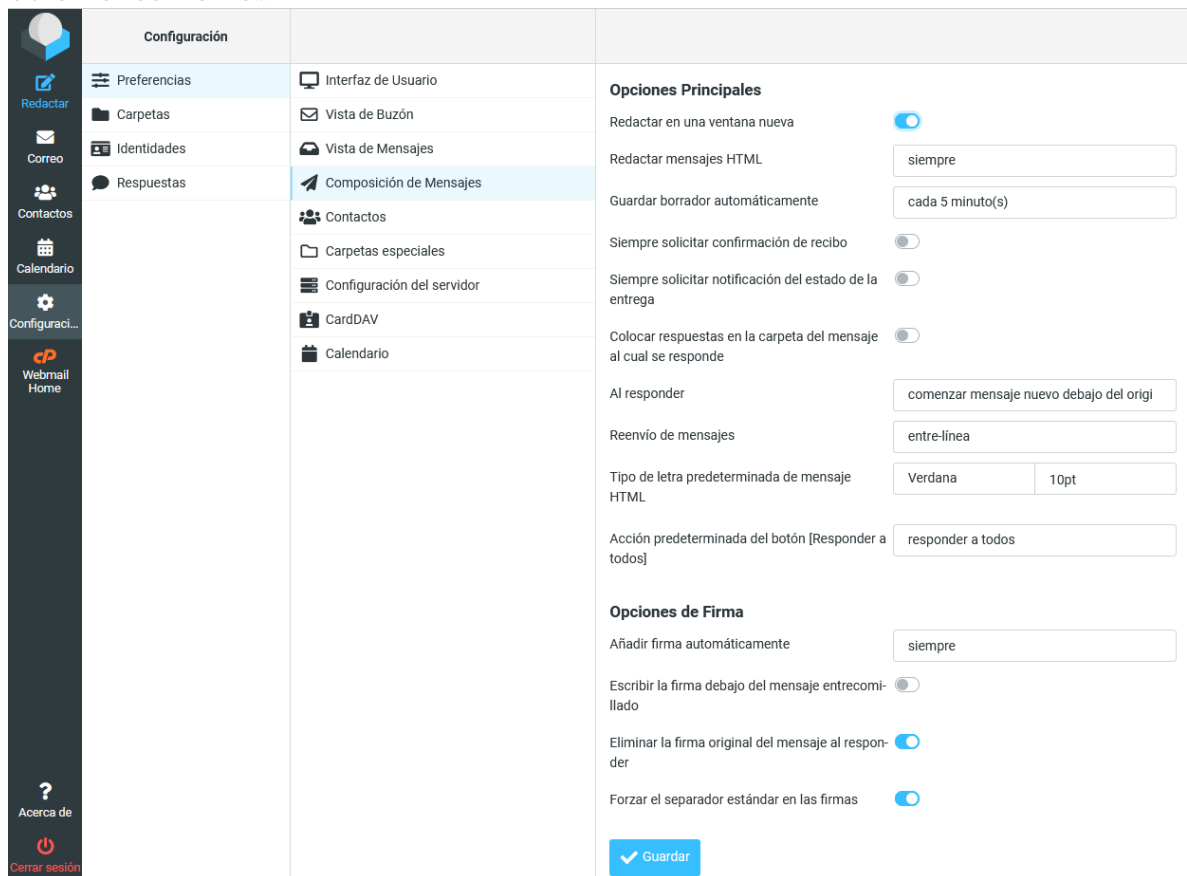 Configuración
Redactar
Correo
Contactos
Calendario
Configuraci...
cP
Webmail
Home
Acerca de
Cerrar sesión
Preferencias
Carpetas
Identidades
Respuestas
Interfaz de Usuario
Vista de Buzón
Vista de Mensajes
Composición de Mensajes
Contactos
Carpetas especiales
Configuración del servidor
CardDAV
Calendario
Opciones Principales
Redactar en una ventana nueva
Redactar mensajes HTML siempre
Guardar borrador automáticamente cada 5 minuto(s)
Siempre solicitar confirmación de recibo
Siempre solicitar notificación del estado de la
entrega
Colocar respuestas en la carpeta del mensaje
al cual se responde
Al responder comenzar mensaje nuevo debajo del origi
Reenvío de mensajes entre-línea
Tipo de letra predeterminada de mensaje Verdana 10pt
HTML
Acción predeterminada del botón [Responder a responder a todos
todos]
Opciones de Firma
Añadir firma automáticamente siempre
Escribir la firma debajo del mensaje entrecomi-
llado
Eliminar la firma original del mensaje al respon-
der
Forzar el separador estándar en las firmas
Guardar